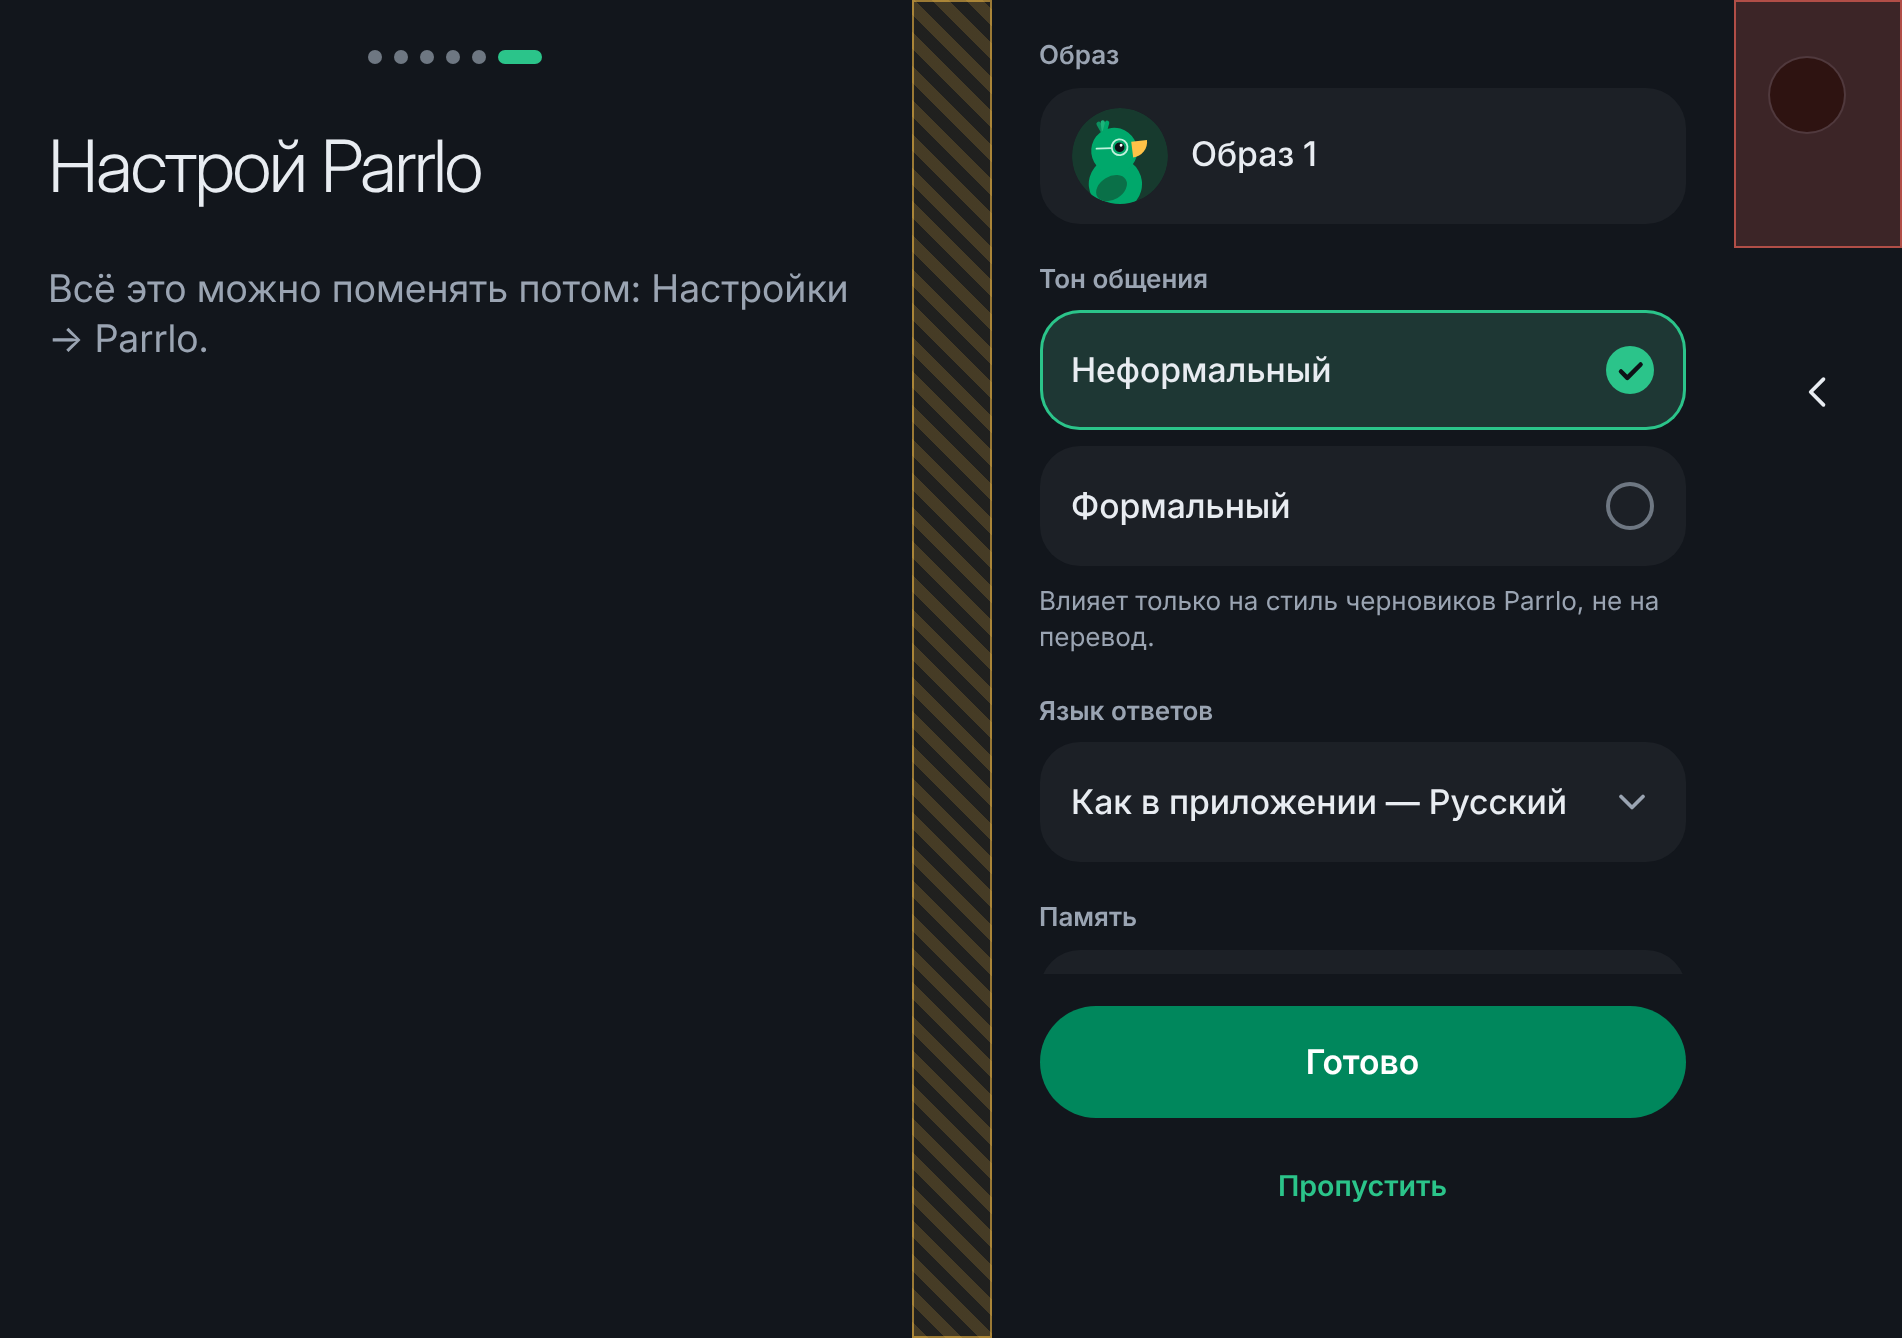 Настрой Parrlo
Всё это можно поменять потом: Настройки
→ Parrlo.
Образ
Образ 1
Тон общения
Неформальный
Формальный
Влияет только на стиль черновиков Parrlo, не на
перевод.
Язык ответов
Как в приложении — Русский
Память
Готово
Пропустить